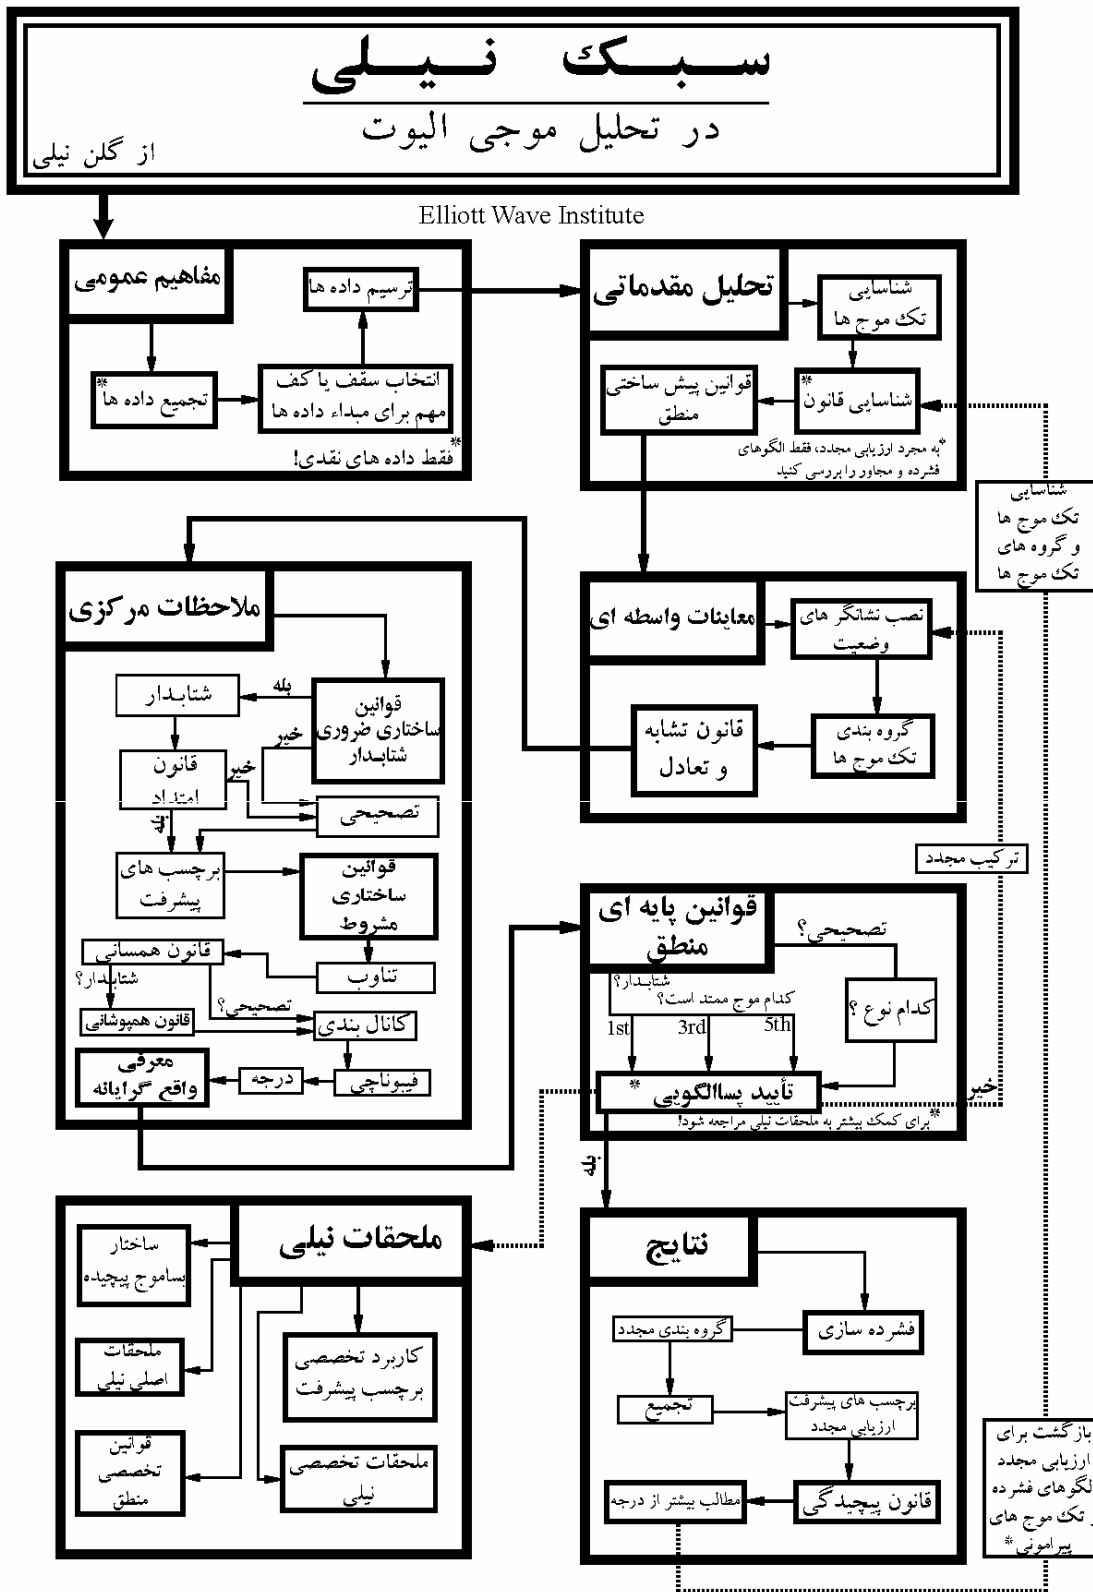 سبک نیلی
در تحلیل موجی الیوت
از گلن نیلی
Elliott Wave Institute
مفاهیم عمومی
تجمیع داده ها *
انتخاب سقف یا کف
مهم برای مبداء داده ها
ترسیم داده ها
*فقط داده های نقدی!
تحلیل مقدماتی
شناسایی
تک موج ها
شناسایی قانون *
قوانین پیش ساختی
منطق
*به مجرد ارزیابی مجدد، فقط الگوهای
فشرده و مجاور را بررسی کنید
شناسایی
تک موج ها
و گروه های
تک موج ها
معاینات واسطه ای
نصب نشانگر های
وضعیت
گروه بندی
تک موج ها
قانون تشابه
و تعادل
ملاحظات مرکزی
قوانین
ساختاری ضروری
شتابدار
بله
خیر
شتابدار
قانون
امتداد
خیر
بله
تصحیحی
برچسب های
پیشرفت
قوانین
ساختاری
مشروط
تناوب
قانون همسانی
شتابدار؟
تصحیحی؟
قانون همپوشانی
کانال بندی
فیبوناچی
درجه
معرفی
واقع گرایانه
ترکیب مجدد
قوانین پایه ای
منطق
تصحیحی؟
کدام نوع ؟
شتابدار؟
کدام موج ممتد است؟
1st
3rd
5th
تأیید پساالگویی *
خیر
*برای کمک بیشتر به ملحقات نیلی مراجعه شود!
بله
ملحقات نیلی
ساختار
پساموج پیچیده
ملحقات
اصلی نیلی
قوانین
تخصصی
منطق
کاربرد تخصصی
برچسب پیشرفت
ملحقات تخصصی
نیلی
نتایج
فشرده سازی
گروه بندی مجدد
تجمیع
برچسب های پیشرفت
ارزیابی مجدد
قانون پیچیدگی
مطالب بیشتر از درجه
بازگشت برای
ارزیابی مجدد
لگوهای فشرده
تک موج های
پیرامونی*